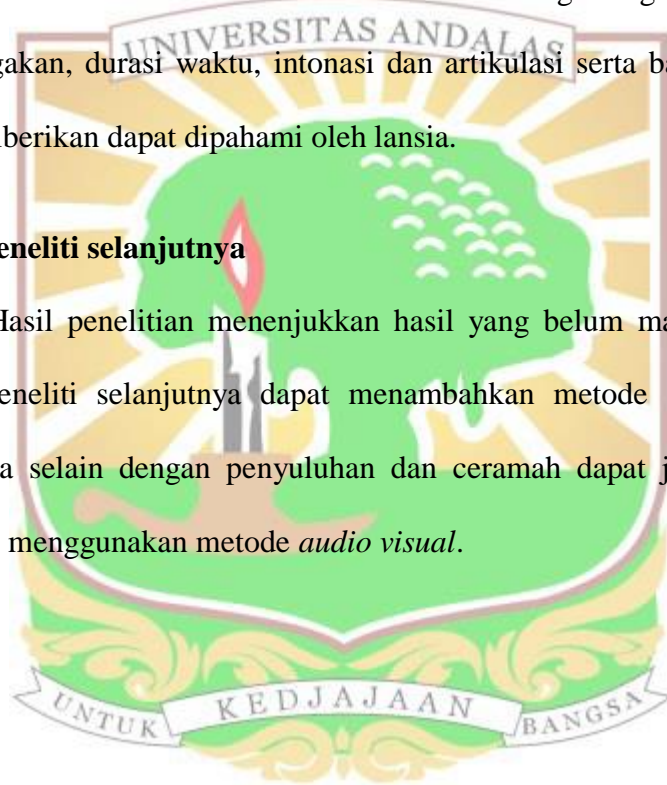 UNIVERSITAS ANDALAS
gakan, durasi waktu, intonasi dan artikulasi serta ba
iberikan dapat dipahami oleh lansia.
eneliti selanjutnya
Hasil penelitian menenjukkan hasil yang belum ma
eneliti selanjutnya dapat menambahkan metode
a selain dengan penyuluhan dan ceramah dapat j
menggunakan metode audio visual.
UNTUK KEDJAJAAN BANGSA